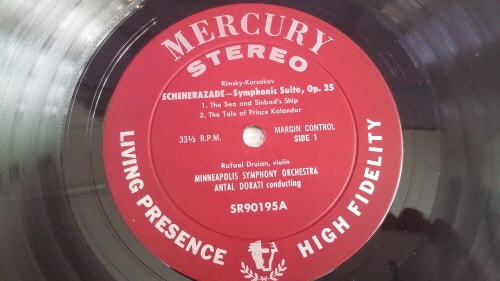 MERCURY
STEREO
Rimsky-Korsakov
SCHEHERAZADE—Symphonic Suite, Op. 35
1. The Sea and Sinbad's Ship
2. The Tale of Prince Kalandar
33⅓ R.P.M.
MARGIN CONTROL
SIDE 1
Rafael Druian, violin
MINNEAPOLIS SYMPHONY ORCHESTRA
ANTAL DORATI conducting
SR90195A
LIVING PRESENCE
HIGH FIDELITY